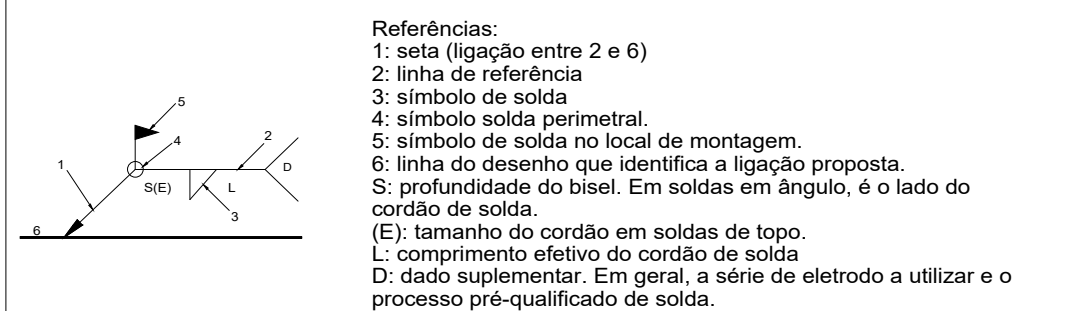 Referências:
1: seta (ligação entre 2 e 6)
2: linha de referência
3: símbolo de solda
4: símbolo solda perimetral.
5: símbolo de solda no local de montagem.
6: linha do desenho que identifica a ligação proposta.
S: profundidade do bisel. Em soldas em ângulo, é o lado do
cordão de solda.
(E): tamanho do cordão em soldas de topo.
L: comprimento efetivo do cordão de solda
D: dado suplementar. Em geral, a série de eletrodo a utilizar e o
processo pré-qualificado de solda.
5
4
2
1
D
S(E)
L
3
6